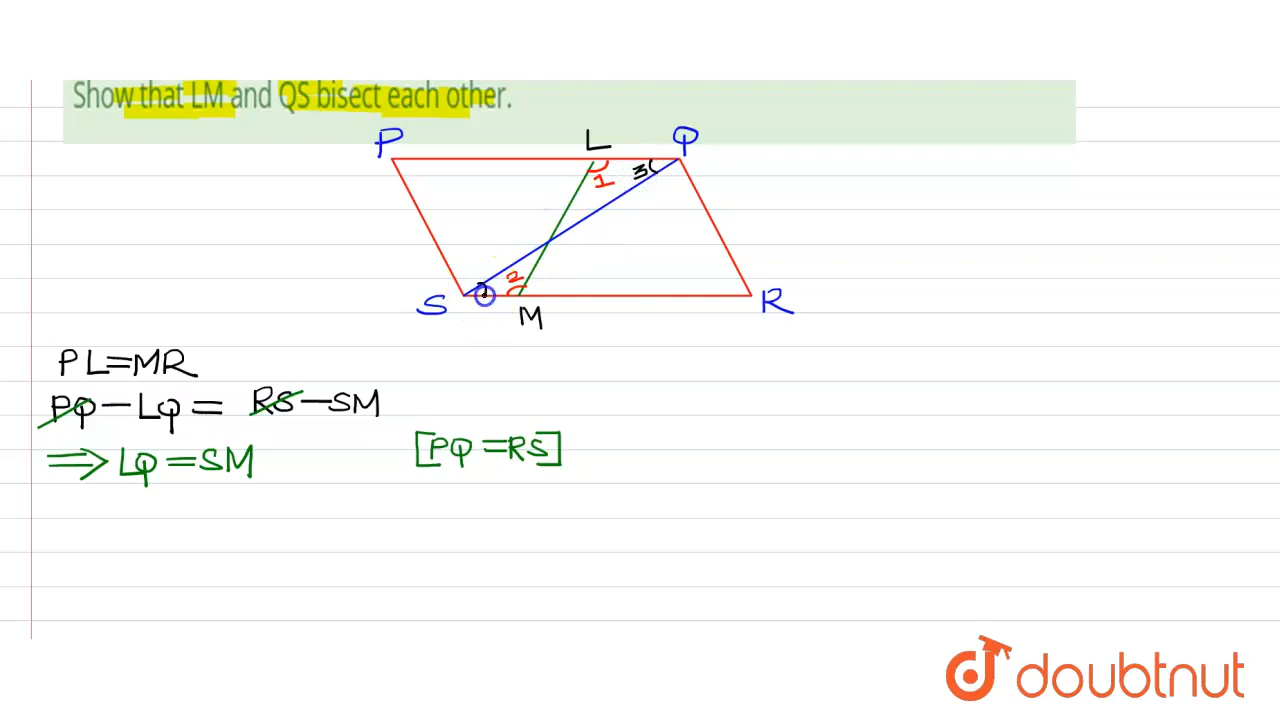 Show that LM and QS bisect each other.
P L Q
1 3
2
S M R
PL=MR
PQ-LQ= RS-SM
⇒ LQ=SM [PQ=RS]
doubtnut